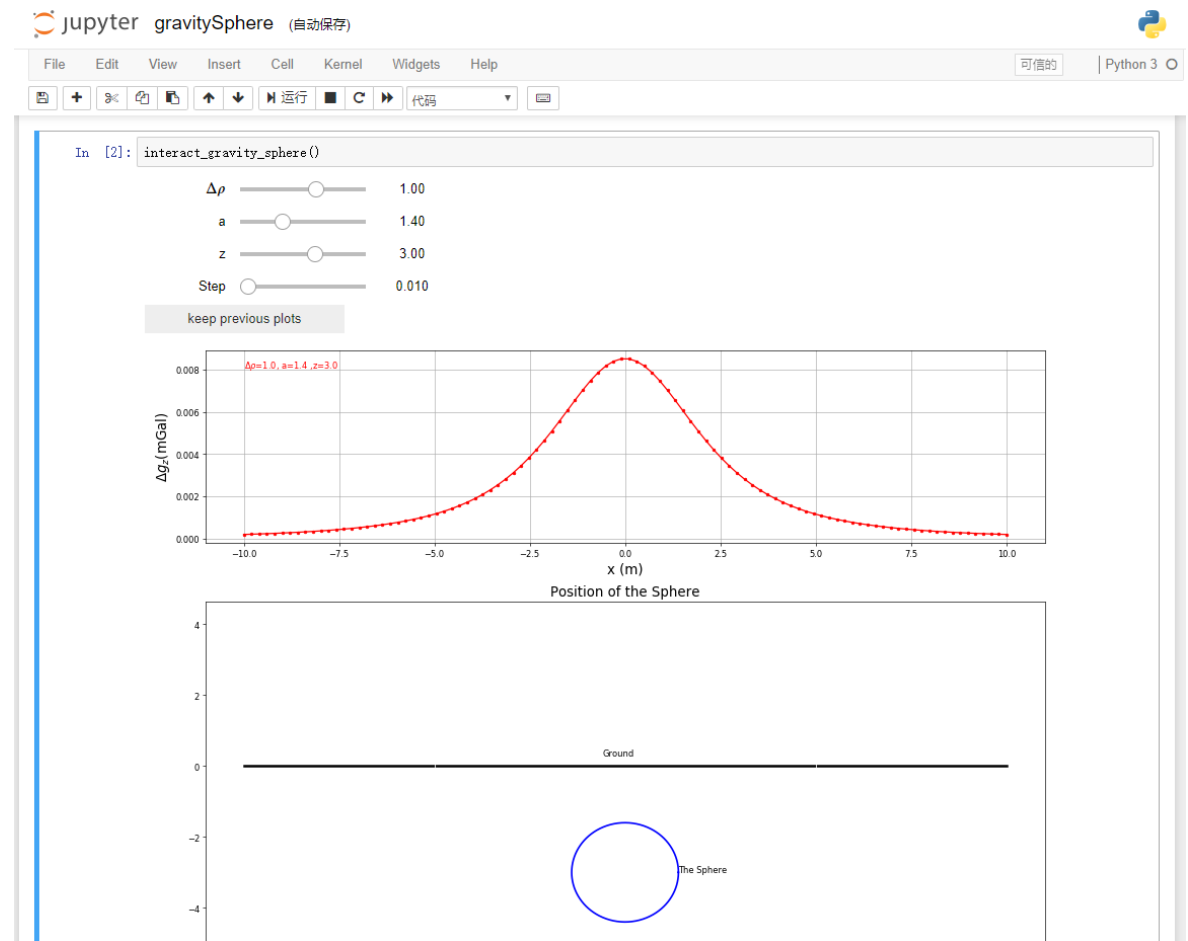 jupyter gravitySphere (自动保存)
File Edit View Insert Cell Kernel Widgets Help 可信的 Python 3
运行 代码
In [2]: interact_gravity_sphere()
Δρ 1.00
a 1.40
z 3.00
Step 0.010
keep previous plots
Δρ=1.0, a=1.4 ,z=3.0
0.008
0.006
0.004
0.002
0.000
Δg_z(mGal)
−10.0 −7.5 −5.0 −2.5 0.0 2.5 5.0 7.5 10.0
x (m)
Position of the Sphere
4
2
Ground
0
−2
The Sphere
−4